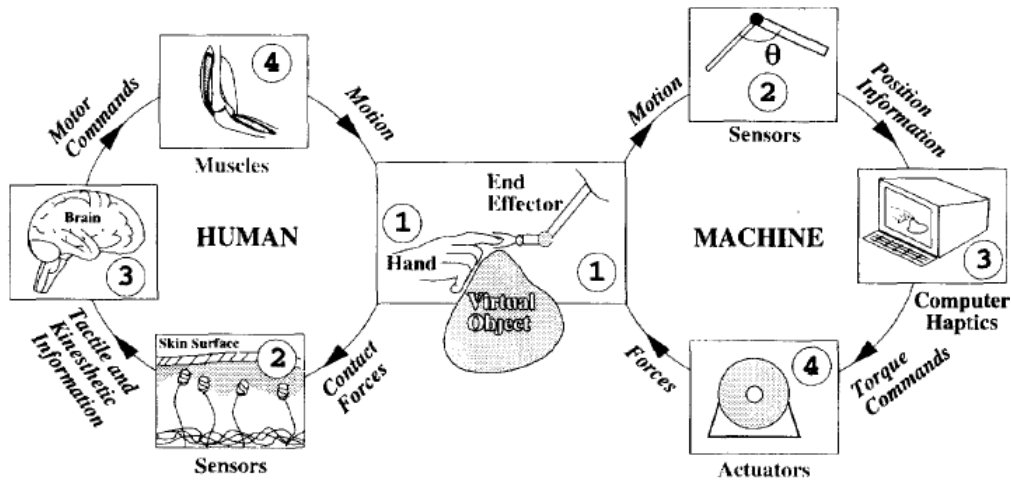 4
Motor
Commands
Muscles
Motion
Brain
3
HUMAN
Skin Surface
2
Sensors
Tactile and
Kinesthetic
Information
Contact
Forces
1
Hand
End
Effector
1
Virtual
Object
Motion
θ
2
Sensors
Position
Information
MACHINE
3
Computer
Haptics
Forces
4
Actuators
Torque
Commands